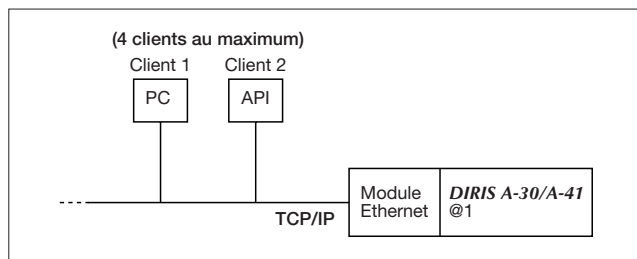 (4 clients au maximum)
Client 1 Client 2
PC API
Module Ethernet
DIRIS A-30/A-41
@1
TCP/IP